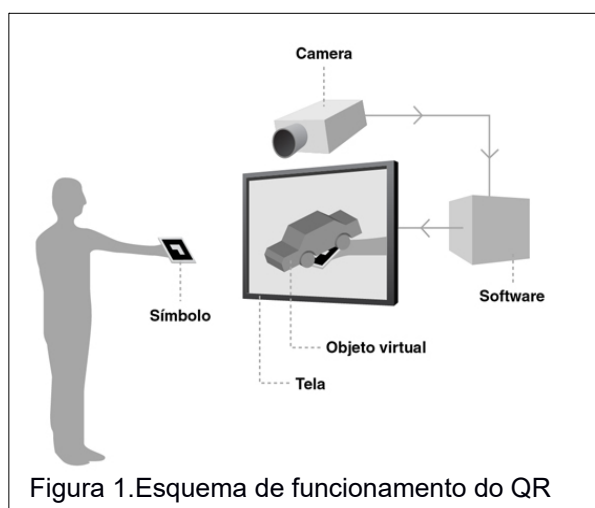 Camera
Símbolo
Software
Objeto virtual
Tela
Figura 1.Esquema de funcionamento do QR